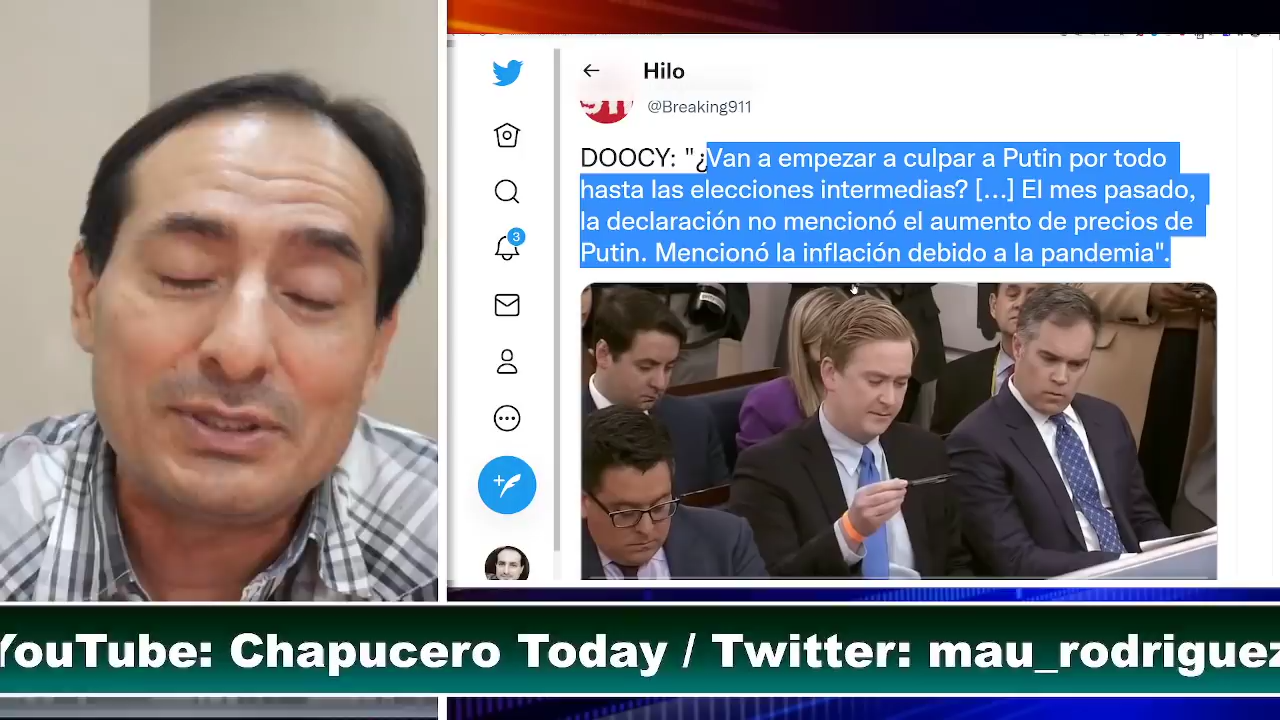 Hilo
911
@Breaking911
DOOCY: "¿Van a empezar a culpar a Putin por todo
hasta las elecciones intermedias? [...] El mes pasado,
la declaración no mencionó el aumento de precios de
Putin. Mencionó la inflación debido a la pandemia".
3
YouTube: Chapucero Today / Twitter: mau_rodriguez